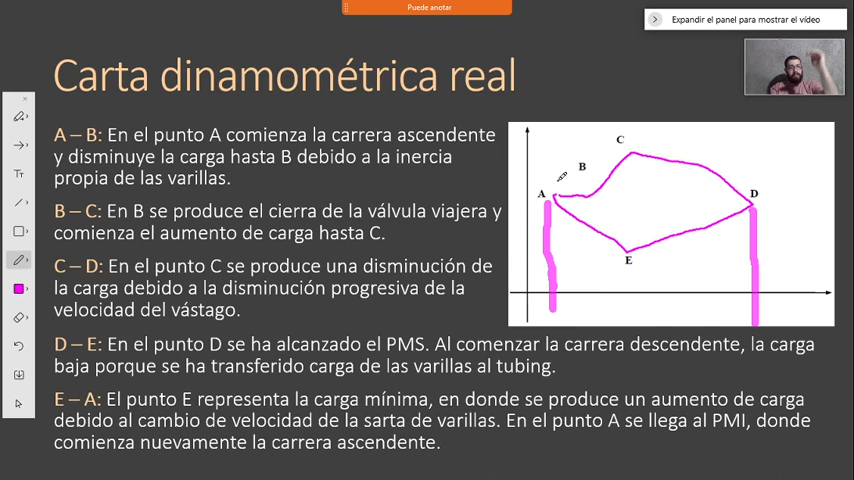 Puede anotar
Expandir el panel para mostrar el vídeo
Carta dinamométrica real
A – B: En el punto A comienza la carrera ascendente
y disminuye la carga hasta B debido a la inercia
propia de las varillas.
B – C: En B se produce el cierra de la válvula viajera y
comienza el aumento de carga hasta C.
C – D: En el punto C se produce una disminución de
la carga debido a la disminución progresiva de la
velocidad del vástago.
D – E: En el punto D se ha alcanzado el PMS. Al comenzar la carrera descendente, la carga
baja porque se ha transferido carga de las varillas al tubing.
E – A: El punto E representa la carga mínima, en donde se produce un aumento de carga
debido al cambio de velocidad de la sarta de varillas. En el punto A se llega al PMI, donde
comienza nuevamente la carrera ascendente.
C
B
A
D
E
Tт